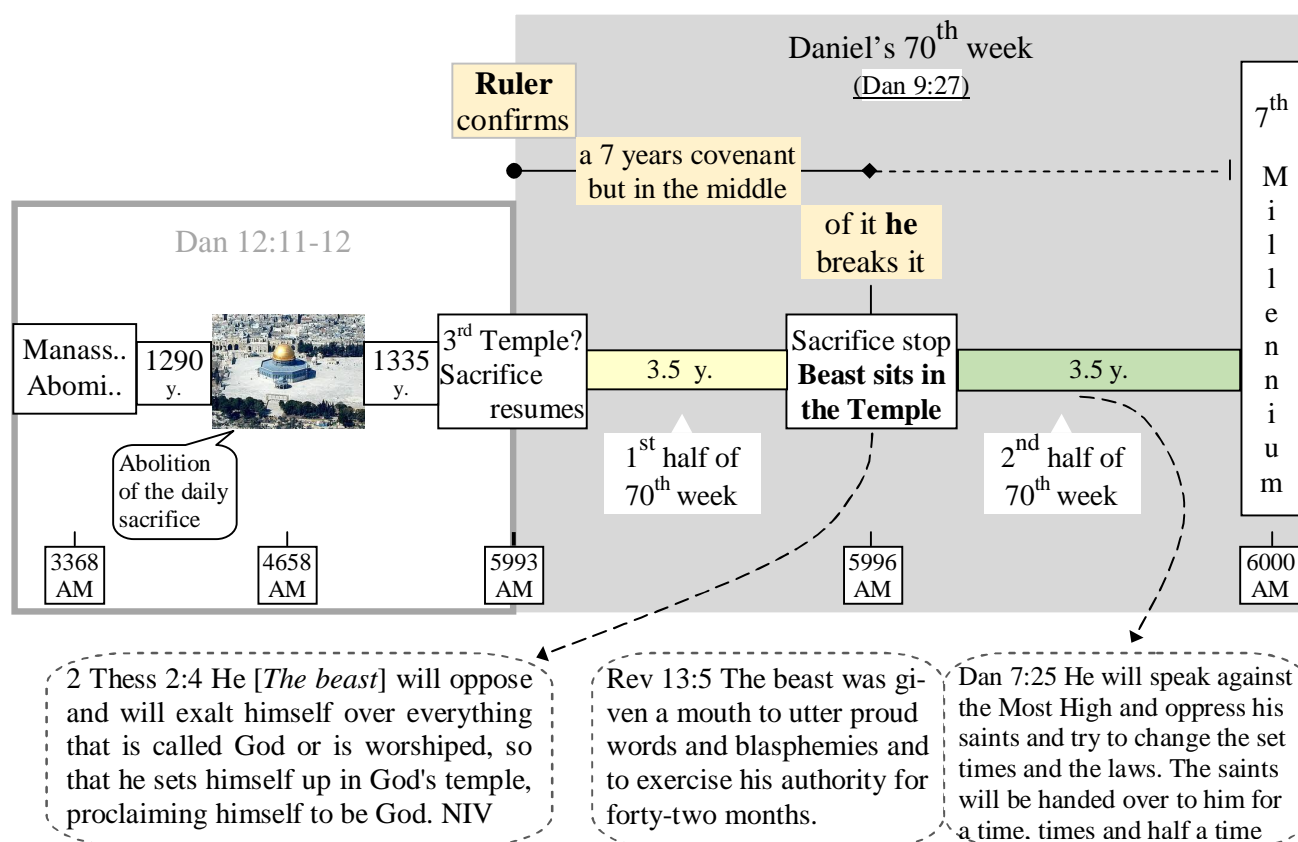 Daniel's 70th week
(Dan 9:27)
Ruler
confirms
a 7 years covenant
but in the middle
of it he
breaks it
7th
M
i
l
l
e
n
n
i
u
m
Dan 12:11-12
Manass..
Abomi..
1290
y.
1335
y.
3rd Temple?
Sacrifice
resumes
3.5 y.
Sacrifice stop
Beast sits in
the Temple
3.5 y.
Abolition
of the daily
sacrifice
1st half of
70th week
2nd half of
70th week
3368
AM
4658
AM
5993
AM
5996
AM
6000
AM
2 Thess 2:4 He [The beast] will oppose
and will exalt himself over everything
that is called God or is worshiped, so
that he sets himself up in God's temple,
proclaiming himself to be God. NIV
Rev 13:5 The beast was gi-
ven a mouth to utter proud
words and blasphemies and
to exercise his authority for
forty-two months.
Dan 7:25 He will speak against
the Most High and oppress his
saints and try to change the set
times and the laws. The saints
will be handed over to him for
a time, times and half a time